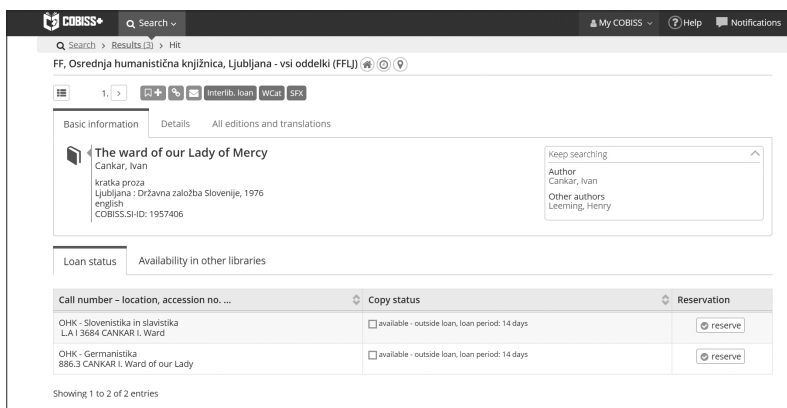 COBISS+
Search
My COBISS
Help
Notifications
Search > Results (3) > Hit
FF, Osrednja humanistična knjižnica, Ljubljana - vsi oddelki (FFLJ)
1.
Interlib. loan
WCat
SFX
Basic information
Details
All editions and translations
The ward of our Lady of Mercy
Cankar, Ivan
kratka proza
Ljubljana : Državna založba Slovenije, 1976
english
COBISS.SI-ID: 1957406
Keep searching
Author
Cankar, Ivan
Other authors
Leeming, Henry
Loan status
Availability in other libraries
Call number – location, accession no. ...
Copy status
Reservation
OHK - Slovenistika in slavistika
L.A I 3684 CANKAR I. Ward
available - outside loan, loan period: 14 days
reserve
OHK - Germanistika
886.3 CANKAR I. Ward of our Lady
available - outside loan, loan period: 14 days
reserve
Showing 1 to 2 of 2 entries